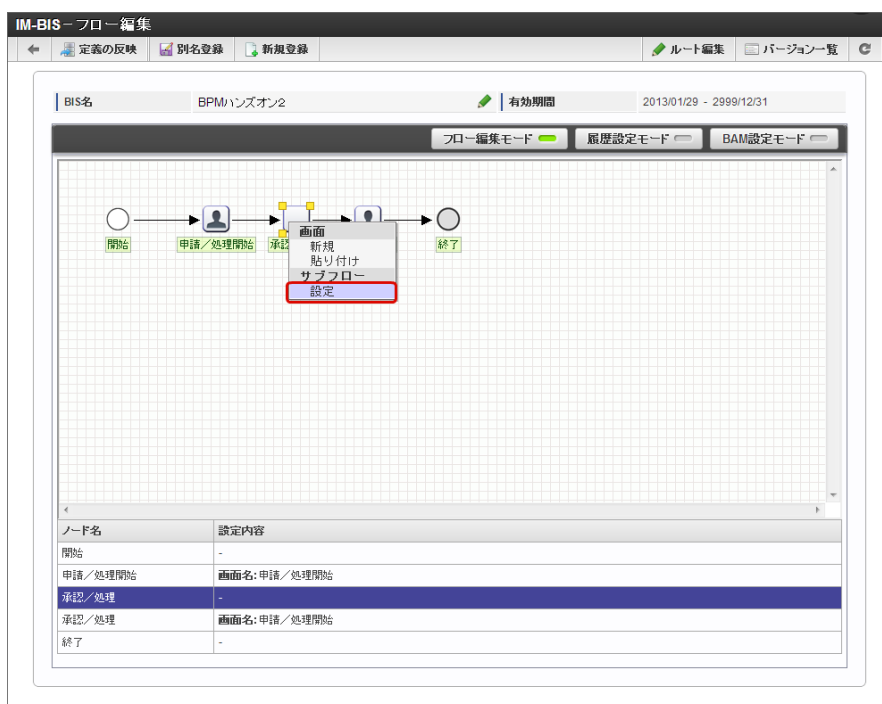 IM-BIS－フロー編集
定義の反映 別名登録 新規登録 ルート編集 バージョン一覧
BIS名 BPMハンズオン2 有効期間 2013/01/29 - 2999/12/31
フロー編集モード 履歴設定モード BAM設定モード
開始 申請／処理開始 承認 終了
画面
新規
貼り付け
サブフロー
設定
ノード名 設定内容
開始 -
申請／処理開始 画面名: 申請／処理開始
承認／処理 -
承認／処理 画面名: 申請／処理開始
終了 -